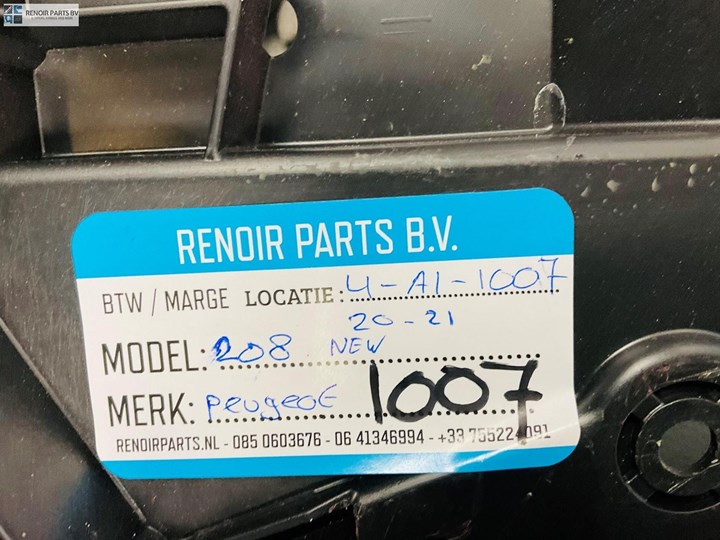 RENOIR PARTS BV
RENOIR PARTS B.V.
BTW / MARGE LOCATIE: 4-A1-1007
20-21
MODEL: 208 NEW
MERK: Peugeot 1007
RENOIRPARTS.NL - 085 0603676 - 06 41346994 - +33 755224091